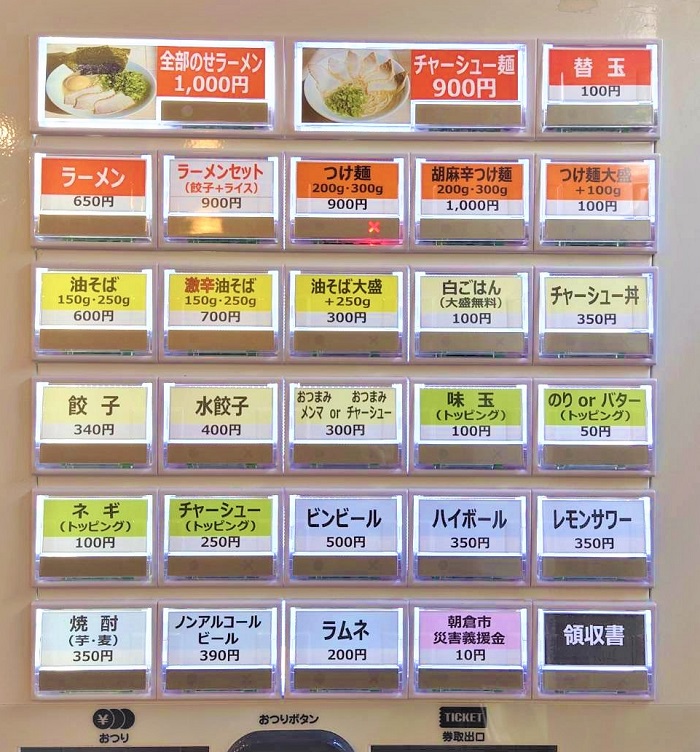 全部のせラーメン
1,000円
チャーシュー麺
900円
替玉
100円
ラーメン
650円
ラーメンセット
(餃子+ライス)
900円
つけ麺
200g·300g
900円
胡麻辛つけ麺
200g·300g
1,000円
つけ麺大盛
+100g
100円
油そば
150g·250g
600円
激辛油そば
150g·250g
700円
油そば大盛
+250g
300円
白ごはん
(大盛無料)
100円
チャーシュー丼
350円
餃子
340円
水餃子
400円
おつまみ おつまみ
メンマ or チャーシュー
300円
味玉
(トッピング)
100円
のり or バター
(トッピング)
50円
ネギ
(トッピング)
100円
チャーシュー
(トッピング)
250円
ビンビール
500円
ハイボール
350円
レモンサワー
350円
焼酎
(芋·麦)
350円
ノンアルコール
ビール
390円
ラムネ
200円
朝倉市
災害義援金
10円
領収書
¥
おつり
おつりボタン
TICKET
券取出口